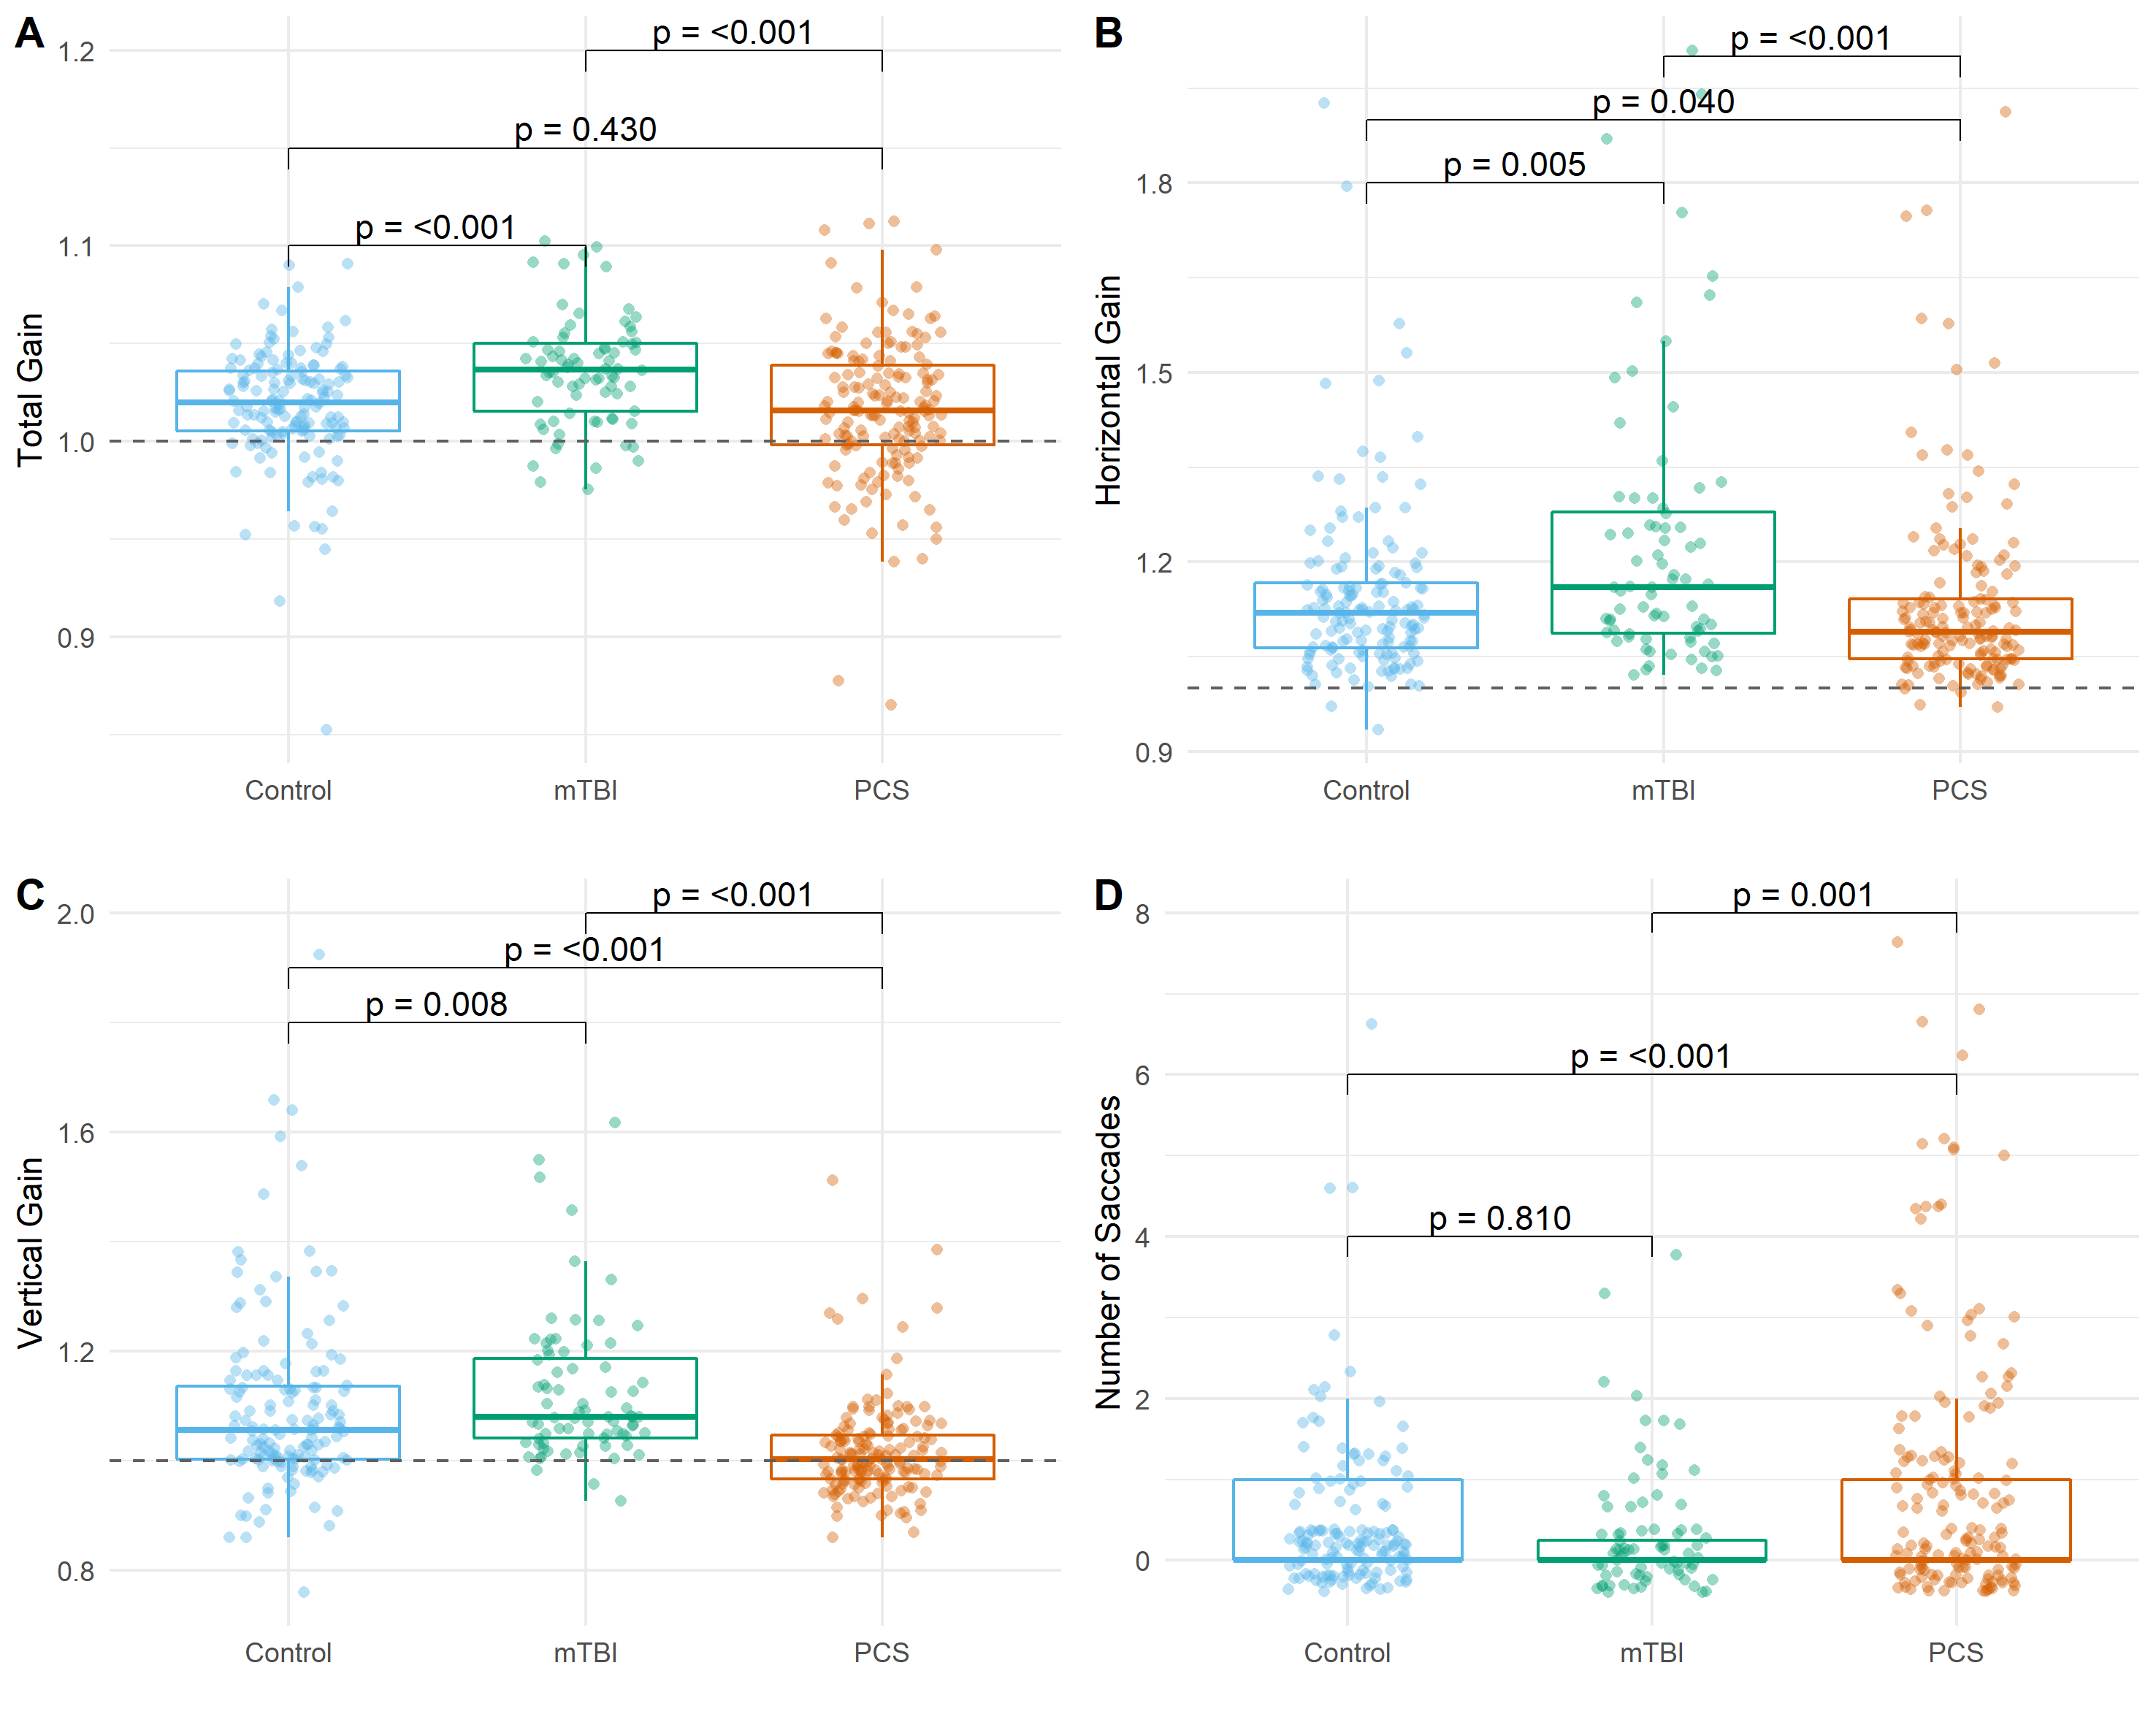 A
p = <0.001
1.2
p = 0.430
p = <0.001
1.1
Total Gain
1.0
0.9
Control mTBI PCS
B
p = <0.001
p = 0.040
p = 0.005
1.8
Horizontal Gain
1.5
1.2
0.9
Control mTBI PCS
C
p = <0.001
2.0
p = <0.001
p = 0.008
1.6
Vertical Gain
1.2
0.8
Control mTBI PCS
D
p = 0.001
8
p = <0.001
6
Number of Saccades
p = 0.810
4
2
0
Control mTBI PCS